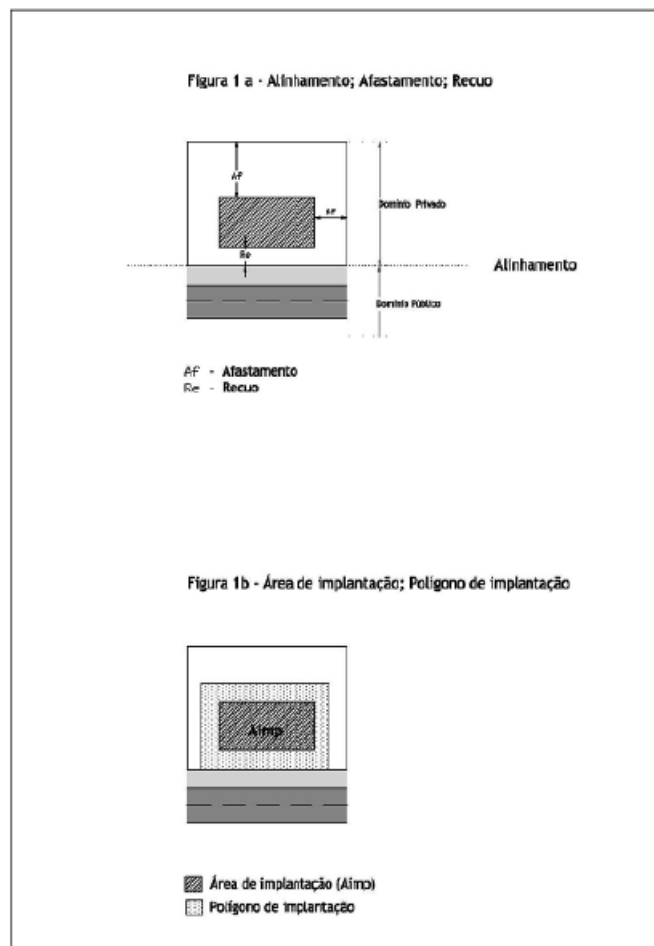 Figura 1 a - Alinhamento; Afastamento; Recuo
Af
Af
Domínio Privado
Re
Alinhamento
Domínio Público
Af - Afastamento
Re - Recuo
Figura 1b - Área de implantação; Polígono de implantação
Aimp
Área de implantação (Aimp)
Polígono de implantação